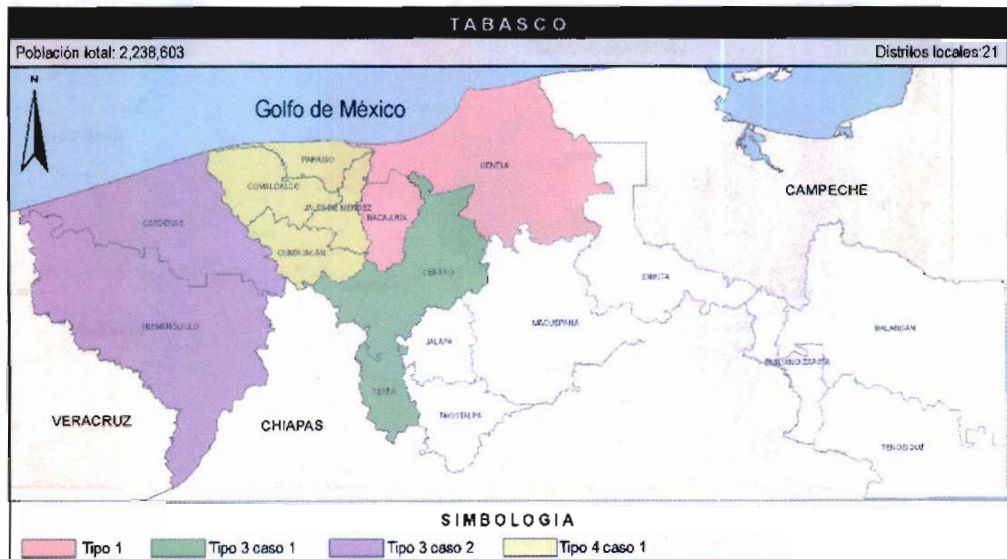 TABASCO
Población total: 2,238,603
Distritos locales:21
N
Golfo de México
PARAISO
CENTLA
COMALCALCO
CAMPECHE
JALPA DE MENDEZ
NACAJUCA
CARDENAS
CUNDUACAN
CENTRO
JONUTA
HUIMANGUILLO
MACUSPANA
BALANCAN
JALAPA
EMILIANO ZAPATA
TEAPA
TACOTALPA
VERACRUZ
CHIAPAS
TENOSIQUE
SIMBOLOGIA
Tipo 1
Tipo 3 caso 1
Tipo 3 caso 2
Tipo 4 caso 1